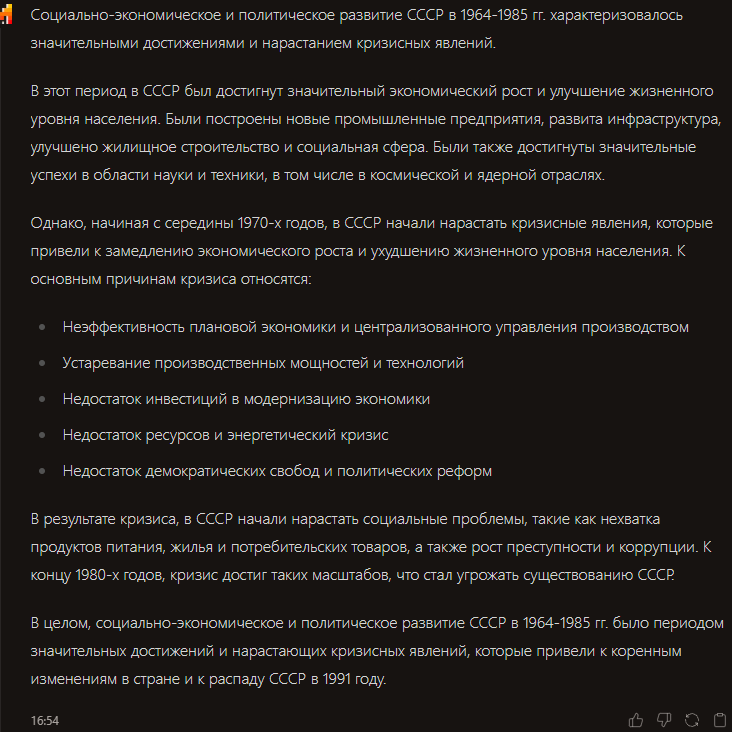 Социально-экономическое и политическое развитие СССР в 1964-1985 гг. характеризовалось
значительными достижениями и нарастанием кризисных явлений.
В этот период в СССР был достигнут значительный экономический рост и улучшение жизненного
уровня населения. Были построены новые промышленные предприятия, развита инфраструктура,
улучшено жилищное строительство и социальная сфера. Были также достигнуты значительные
успехи в области науки и техники, в том числе в космической и ядерной отраслях.
Однако, начиная с середины 1970-х годов, в СССР начали нарастать кризисные явления, которые
привели к замедлению экономического роста и ухудшению жизненного уровня населения. К
основным причинам кризиса относятся:
Неэффективность плановой экономики и централизованного управления производством
Устаревание производственных мощностей и технологий
Недостаток инвестиций в модернизацию экономики
Недостаток ресурсов и энергетический кризис
Недостаток демократических свобод и политических реформ
В результате кризиса, в СССР начали нарастать социальные проблемы, такие как нехватка
продуктов питания, жилья и потребительских товаров, а также рост преступности и коррупции. К
концу 1980-х годов, кризис достиг таких масштабов, что стал угрожать существованию СССР.
В целом, социально-экономическое и политическое развитие СССР в 1964-1985 гг. было периодом
значительных достижений и нарастающих кризисных явлений, которые привели к коренным
изменениям в стране и к распаду СССР в 1991 году.
16:54